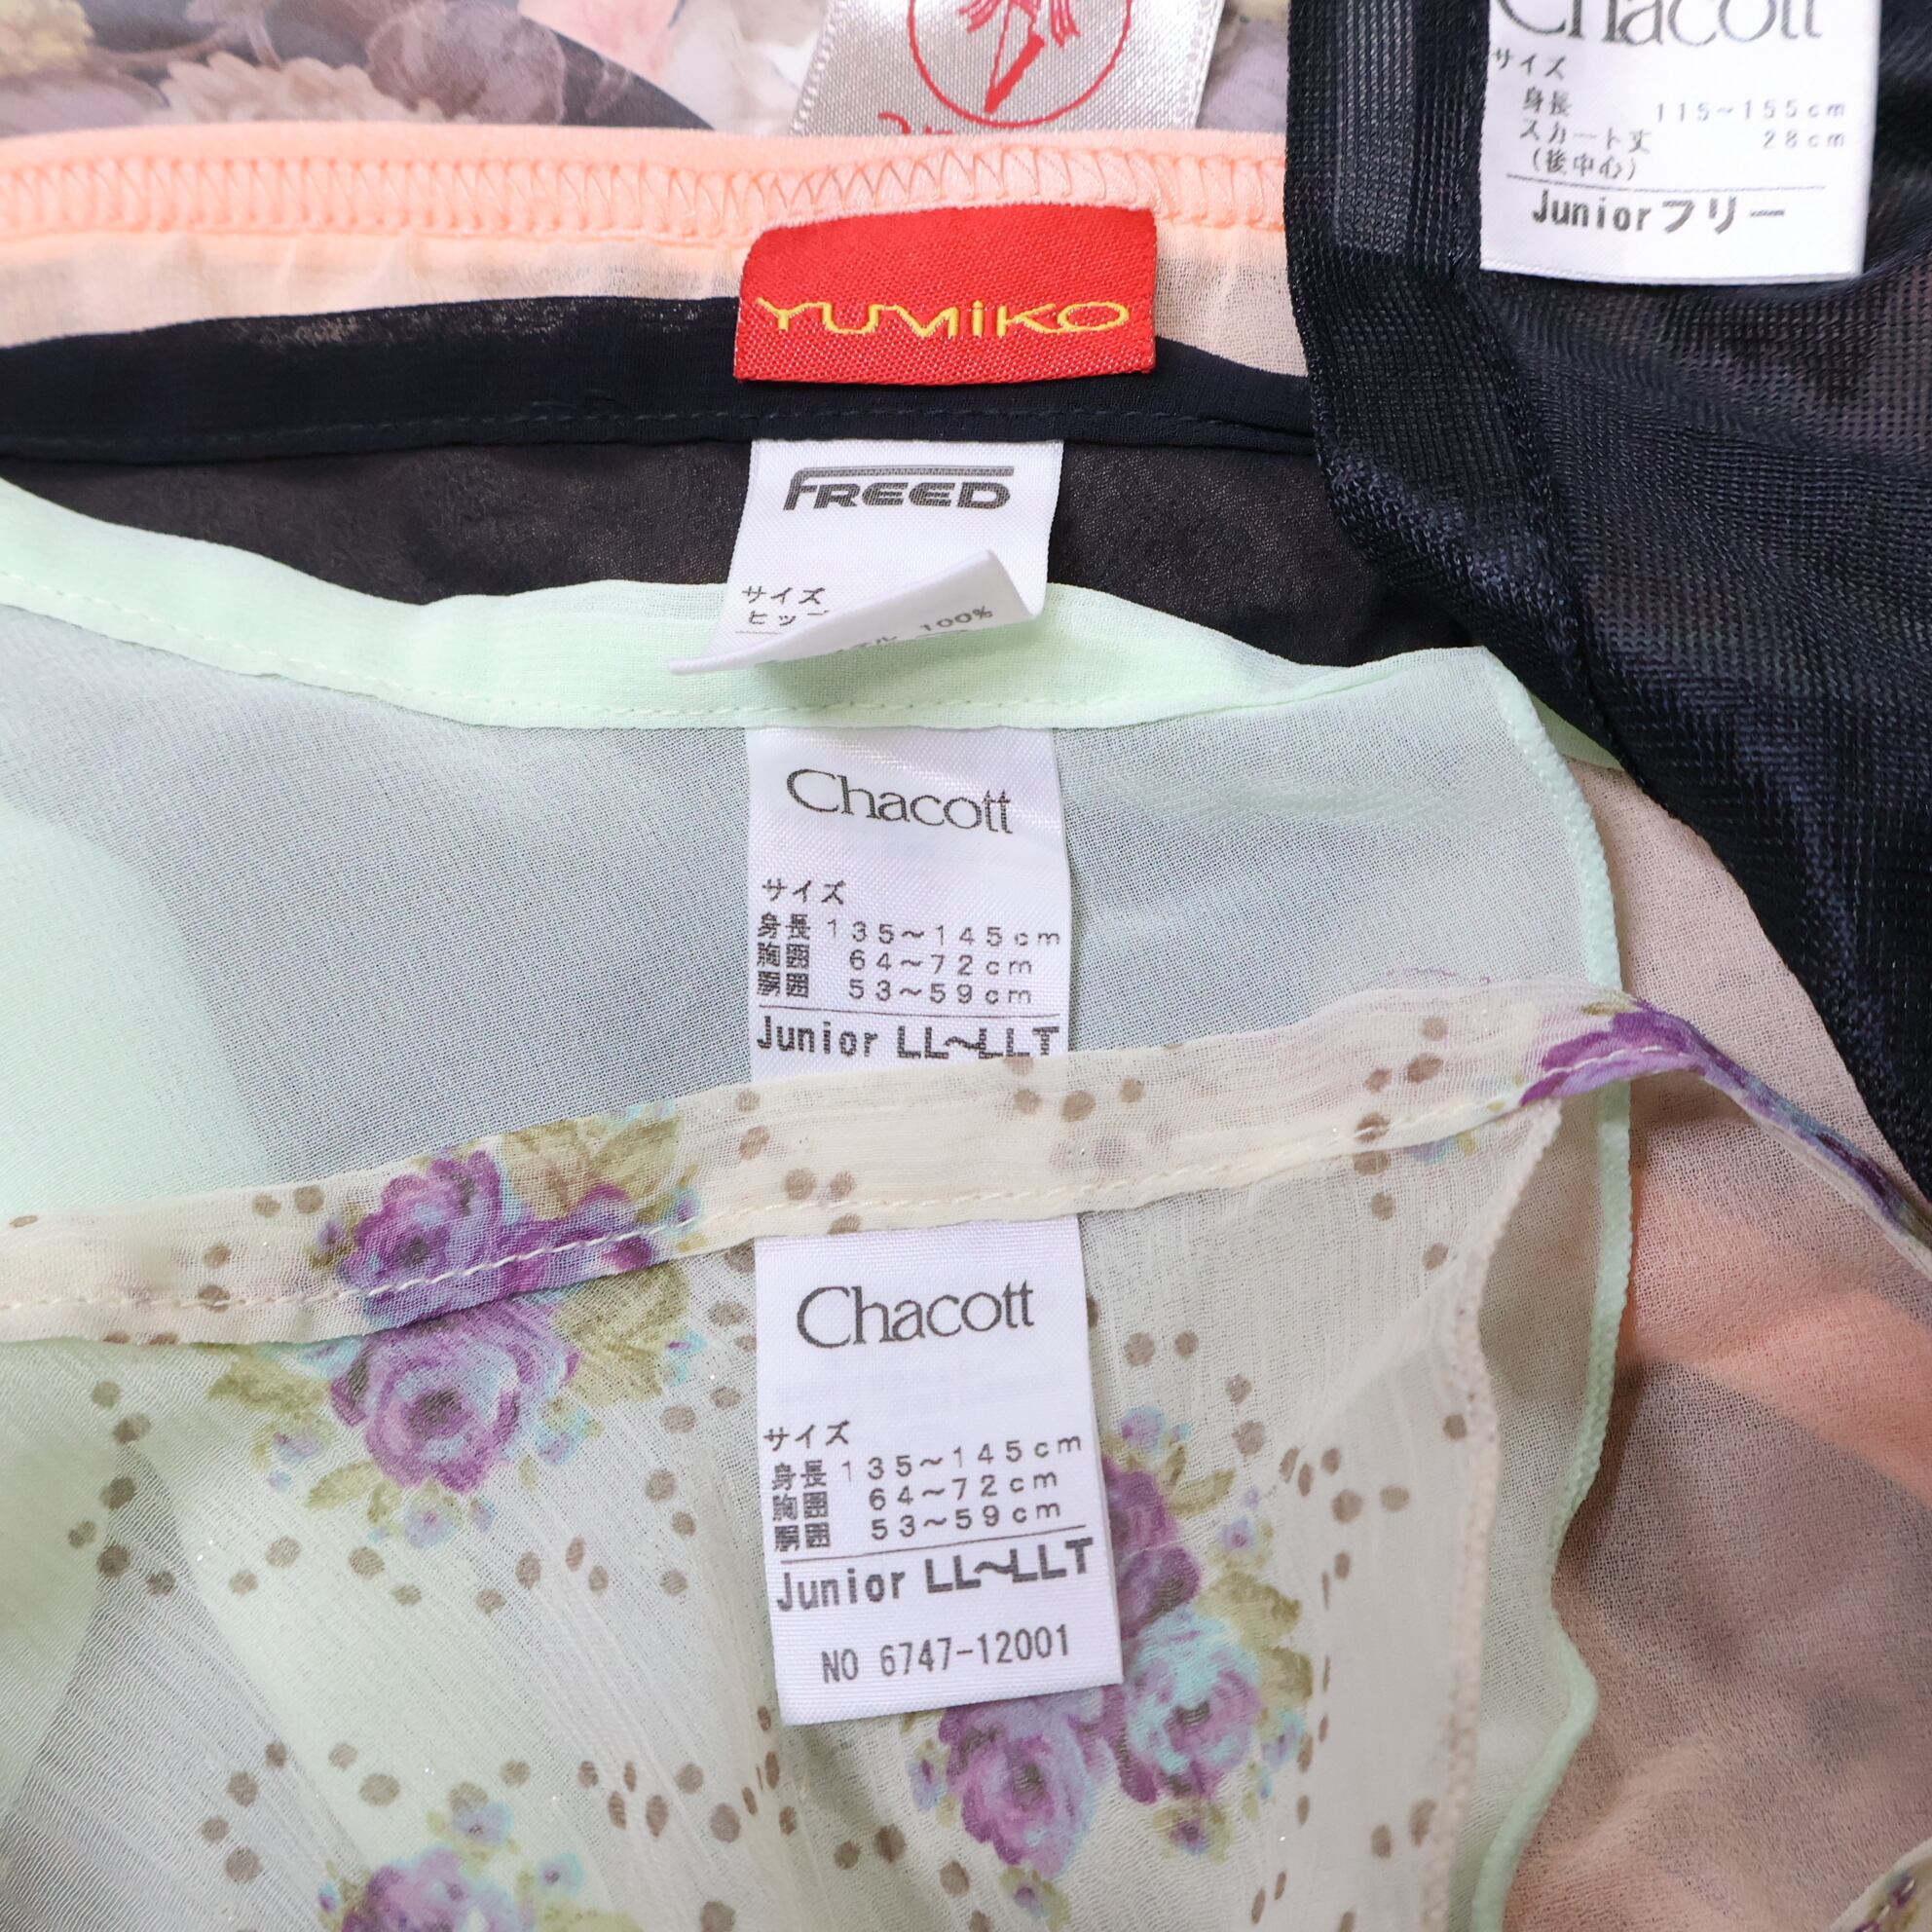 Chacott
サイズ
身長 115~155cm
スカート丈 28cm
(後中心)
Juniorフリー
YUMiKO
FREED
サイズ
ヒップ
100%
Chacott
サイズ
身長 135~145cm
胸囲 64~72cm
胴囲 53~59cm
Junior LL~LLT
Chacott
サイズ
身長 135~145cm
胸囲 64~72cm
胴囲 53~59cm
Junior LL~LLT
NO 6747-12001